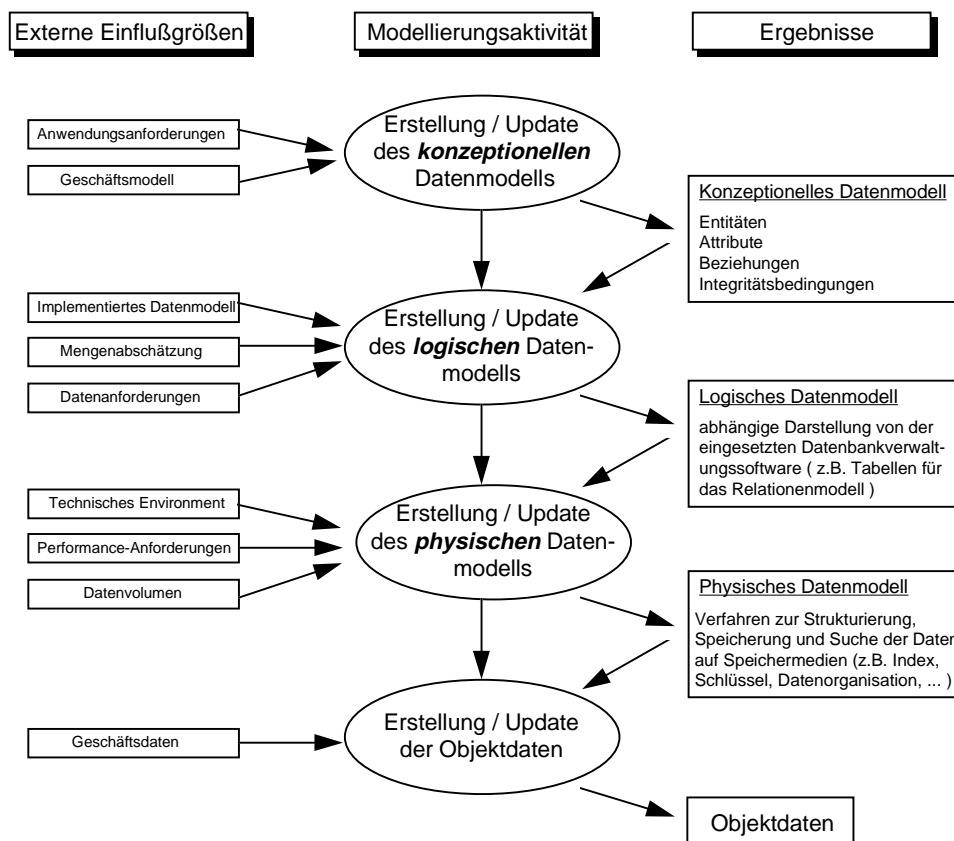 Externe Einflußgrößen
Modellierungsaktivität
Ergebnisse
Anwendungsanforderungen
Geschäftsmodell
Erstellung / Update
des konzeptionellen
Datenmodells
Konzeptionelles Datenmodell
Entitäten
Attribute
Beziehungen
Integritätsbedingungen
Implementiertes Datenmodell
Mengenabschätzung
Datenanforderungen
Erstellung / Update
des logischen Daten-
modells
Logisches Datenmodell
abhängige Darstellung von der
eingesetzten Datenbankverwalt-
ungssoftware ( z.B. Tabellen für
das Relationenmodell )
Technisches Environment
Performance-Anforderungen
Datenvolumen
Erstellung / Update
des physischen Daten-
modells
Physisches Datenmodell
Verfahren zur Strukturierung,
Speicherung und Suche der Daten
auf Speichermedien (z.B. Index,
Schlüssel, Datenorganisation, ... )
Geschäftsdaten
Erstellung / Update
der Objektdaten
Objektdaten